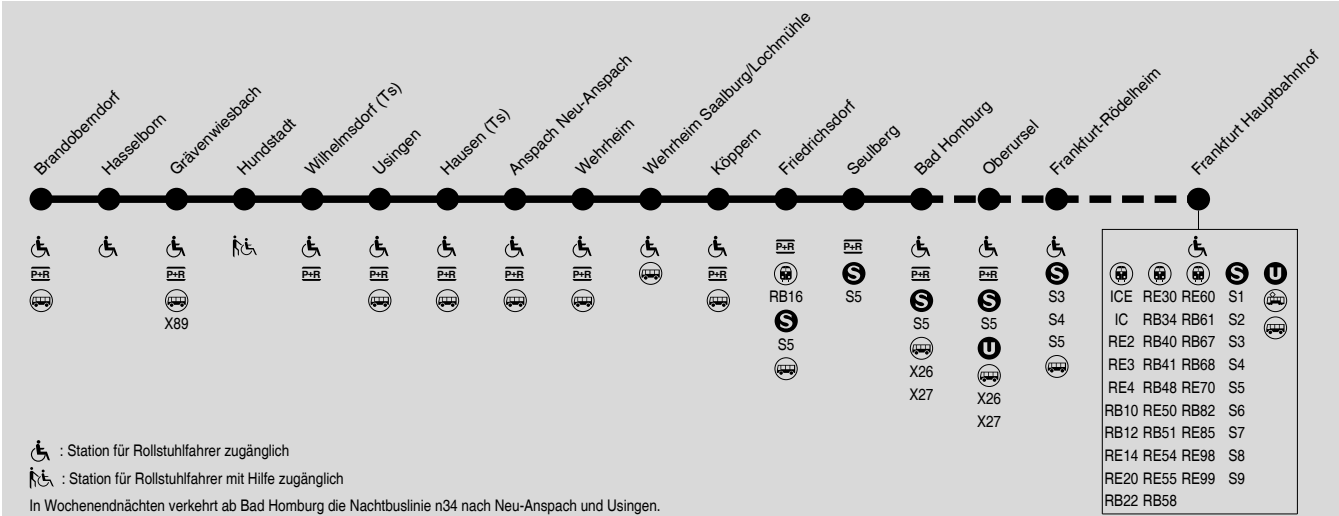 Brandoberndorf
Hasselborn
Grävenwiesbach
Hundstadt
Wilhelmsdorf (Ts)
Usingen
Hausen (Ts)
Anspach Neu-Anspach
Wehrheim
Wehrheim Saalburg/Lochmühle
Köppern
Friedrichsdorf
Seulberg
Bad Homburg
Oberursel
Frankfurt-Rödelheim
Frankfurt Hauptbahnhof
P+R
P+R
X89
P+R
P+R
P+R
P+R
P+R
P+R
P+R
RB16
S
S5
P+R
S
S5
P+R
S
S5
X26
X27
P+R
S
S5
U
X26
X27
S
S3
S4
S5
S U
ICE RE30 RE60 S1
IC RB34 RB61 S2
RE2 RB40 RB67 S3
RE3 RB41 RB68 S4
RE4 RB48 RE70 S5
RB10 RE50 RB82 S6
RB12 RB51 RE85 S7
RE14 RE54 RE98 S8
RE20 RE55 RE99 S9
RB22 RB58
: Station für Rollstuhlfahrer zugänglich
: Station für Rollstuhlfahrer mit Hilfe zugänglich
In Wochenendnächten verkehrt ab Bad Homburg die Nachtbuslinie n34 nach Neu-Anspach und Usingen.